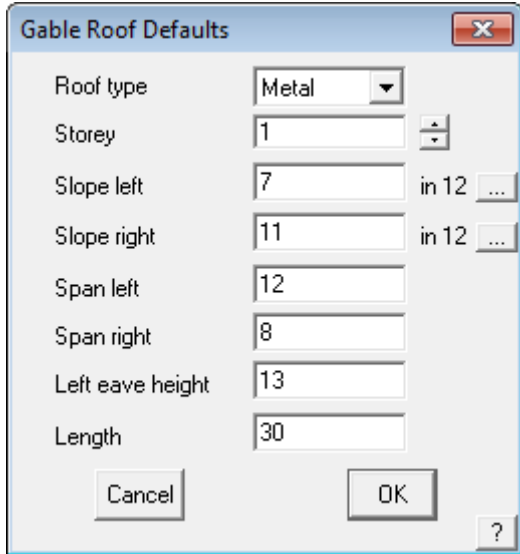 Gable Roof Defaults
Roof type Metal
Storey 1
Slope left 7 in 12 ...
Slope right 11 in 12 ...
Span left 12
Span right 8
Left eave height 13
Length 30
Cancel OK
?